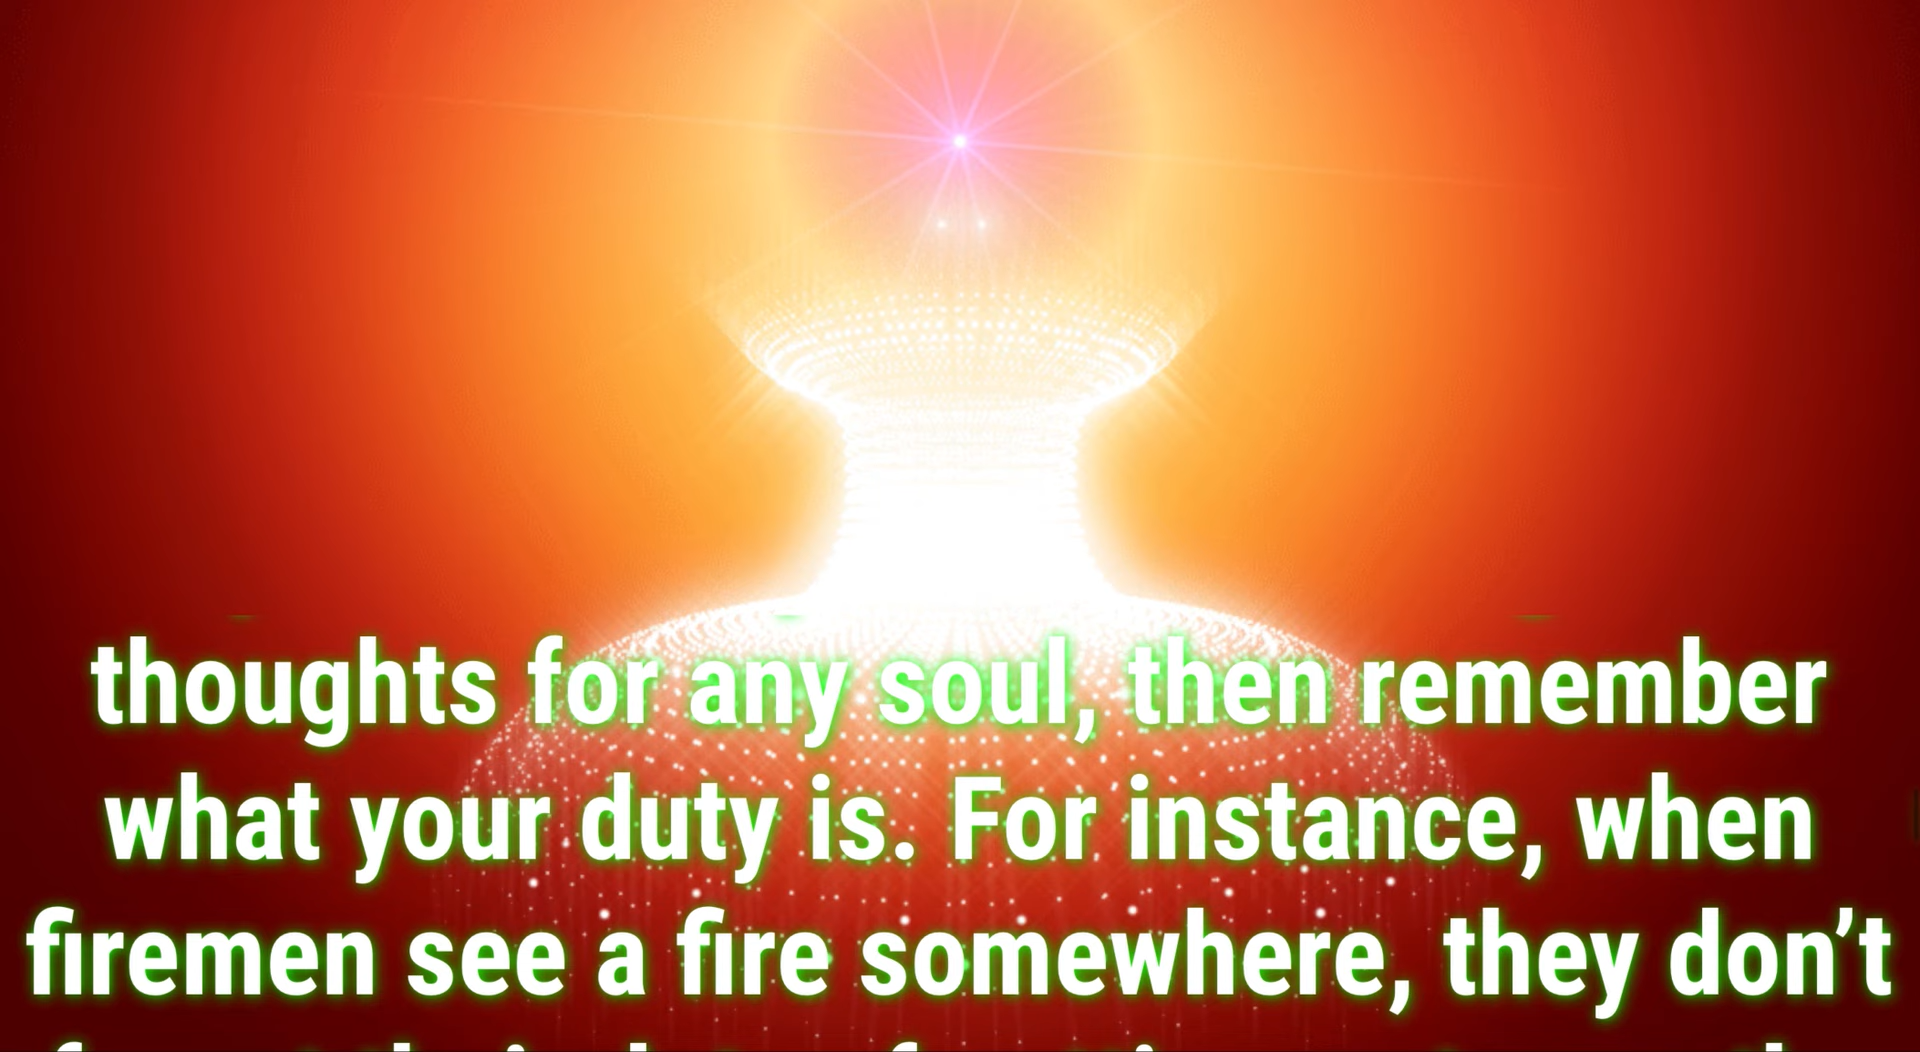 thoughts for any soul, then remember
what your duty is. For instance, when
firemen see a fire somewhere, they don’t